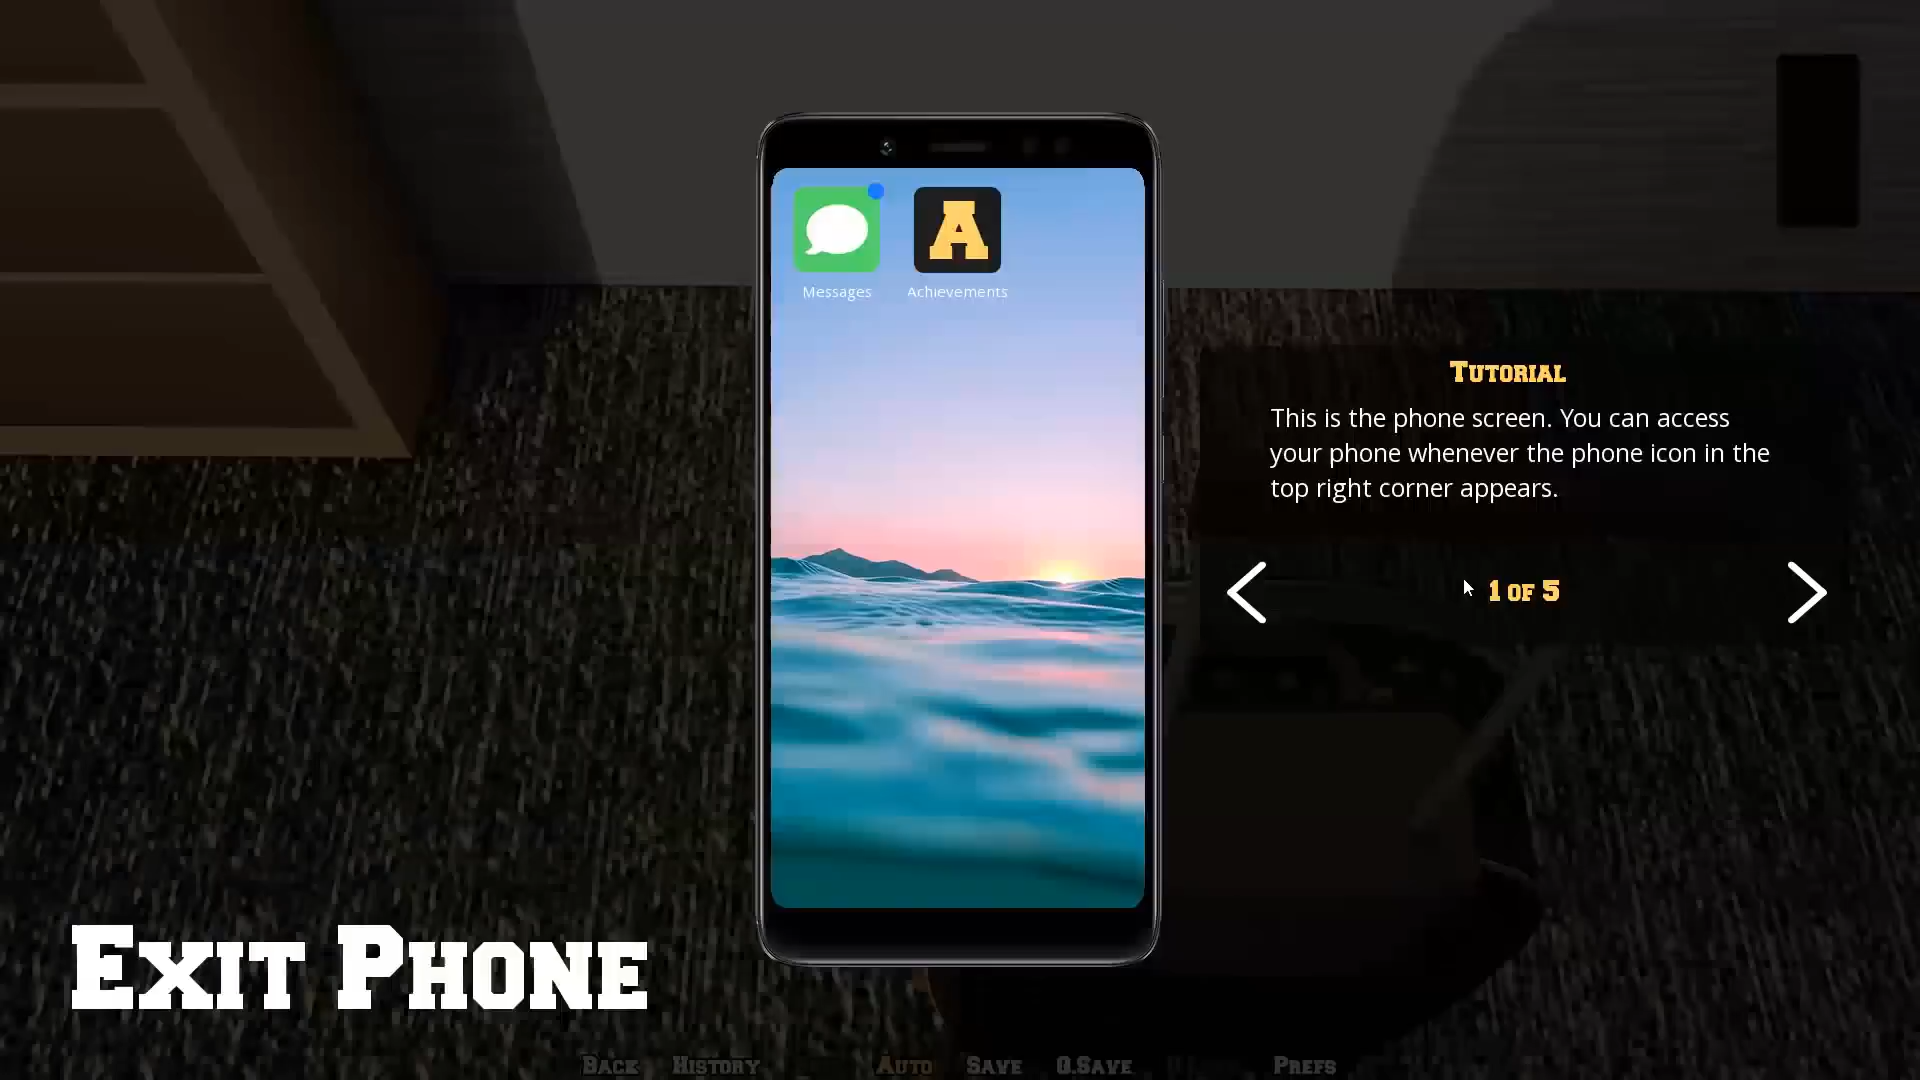 A
Messages Achievements
Tutorial
This is the phone screen. You can access
your phone whenever the phone icon in the
top right corner appears.
1 of 5
Exit Phone
Back History Auto Save Q.Save Prefs